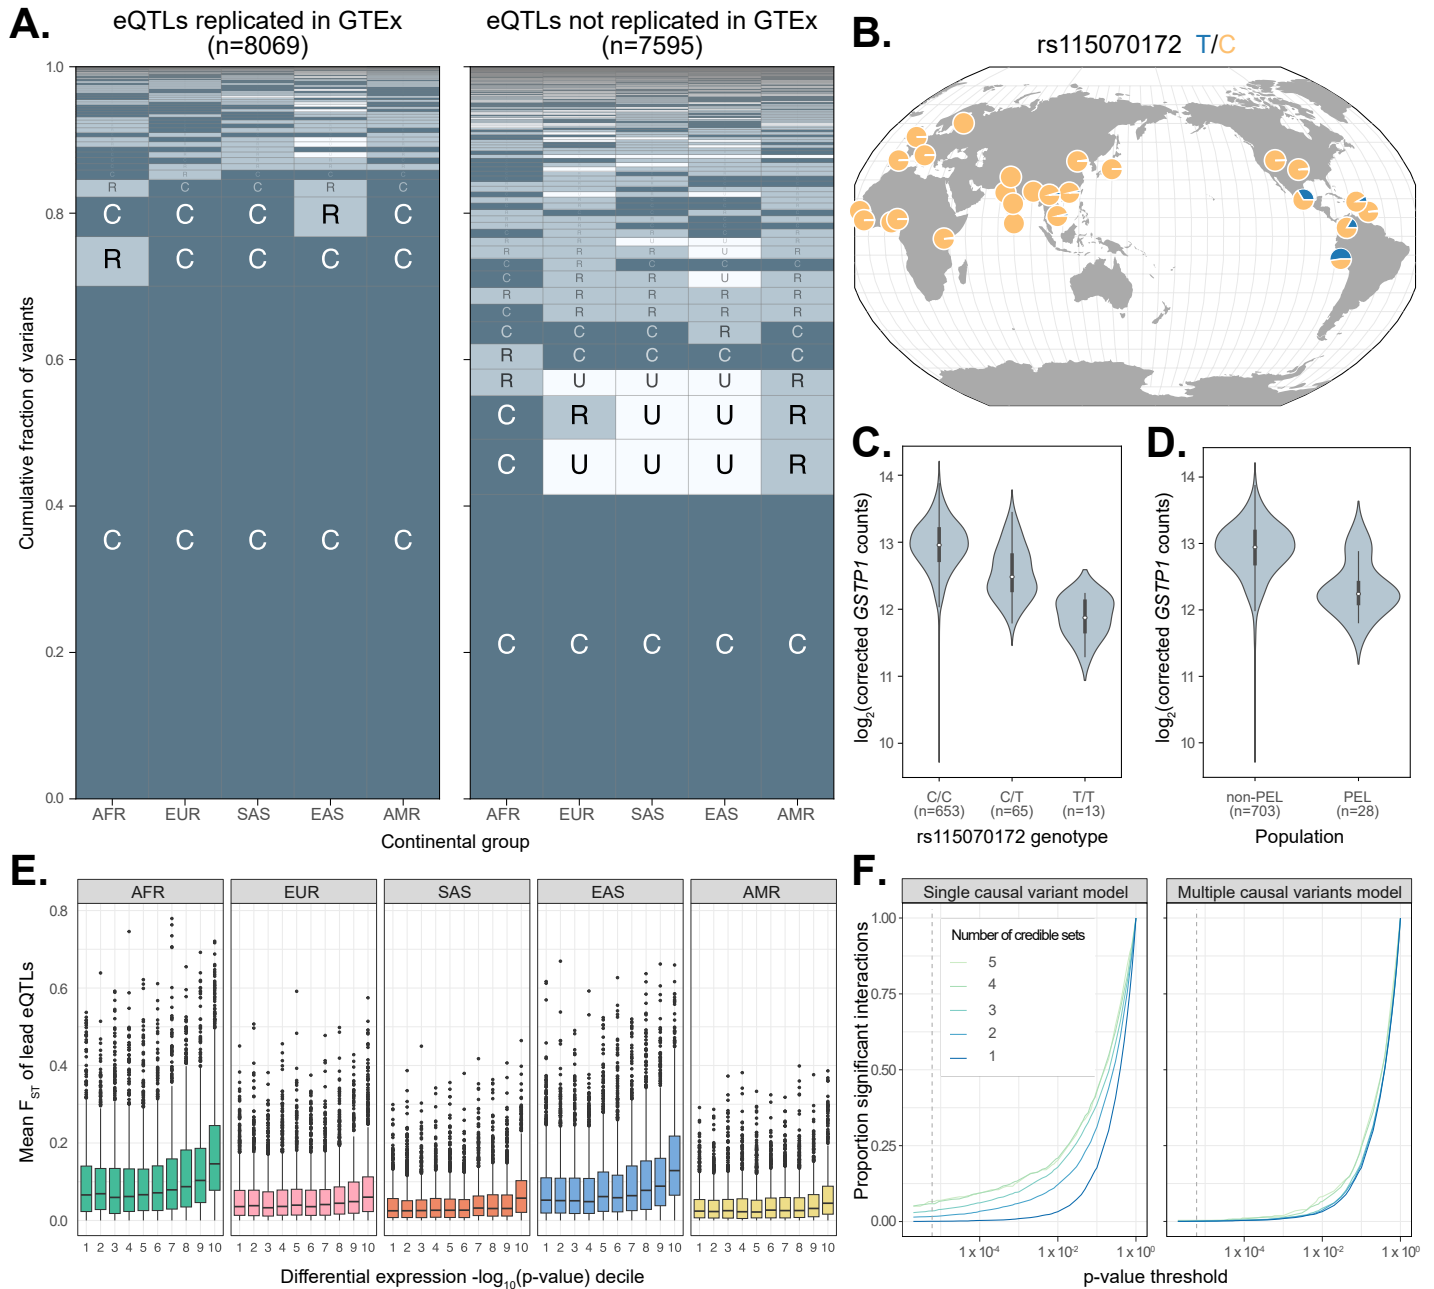 A.
eQTLs replicated in GTEx
(n=8069)
eQTLs not replicated in GTEx
(n=7595)
Cumulative fraction of variants
1.0
0.8
0.6
0.4
0.2
0.0
R C C R C
C C C R C
R C C C C
C C C C C
AFR EUR SAS EAS AMR
R R R U R
C R C C C
C R R U R
R R R R R
C R R R R
C C C R C
R C C C C
R U U U R
C R U U R
C U U U R
C C C C C
AFR EUR SAS EAS AMR
Continental group
B.
rs115070172 T/C
C.
log2(corrected GSTP1 counts)
14
13
12
11
10
C/C C/T T/T
(n=653) (n=65) (n=13)
rs115070172 genotype
D.
log2(corrected GSTP1 counts)
14
13
12
11
10
non-PEL PEL
(n=703) (n=28)
Population
E.
AFR EUR SAS EAS AMR
Mean FST of lead eQTLs
0.8
0.6
0.4
0.2
0.0
1 2 3 4 5 6 7 8 9 10 1 2 3 4 5 6 7 8 9 10 1 2 3 4 5 6 7 8 9 10 1 2 3 4 5 6 7 8 9 10 1 2 3 4 5 6 7 8 9 10
Differential expression -log10(p-value) decile
F.
Single causal variant model
Multiple causal variants model
Proportion significant interactions
1.00
0.75
0.50
0.25
0.00
Number of credible sets
5
4
3
2
1
1 x 10⁴ 1 x 10² 1 x 10⁰
1 x 10⁴ 1 x 10² 1 x 10⁰
p-value threshold